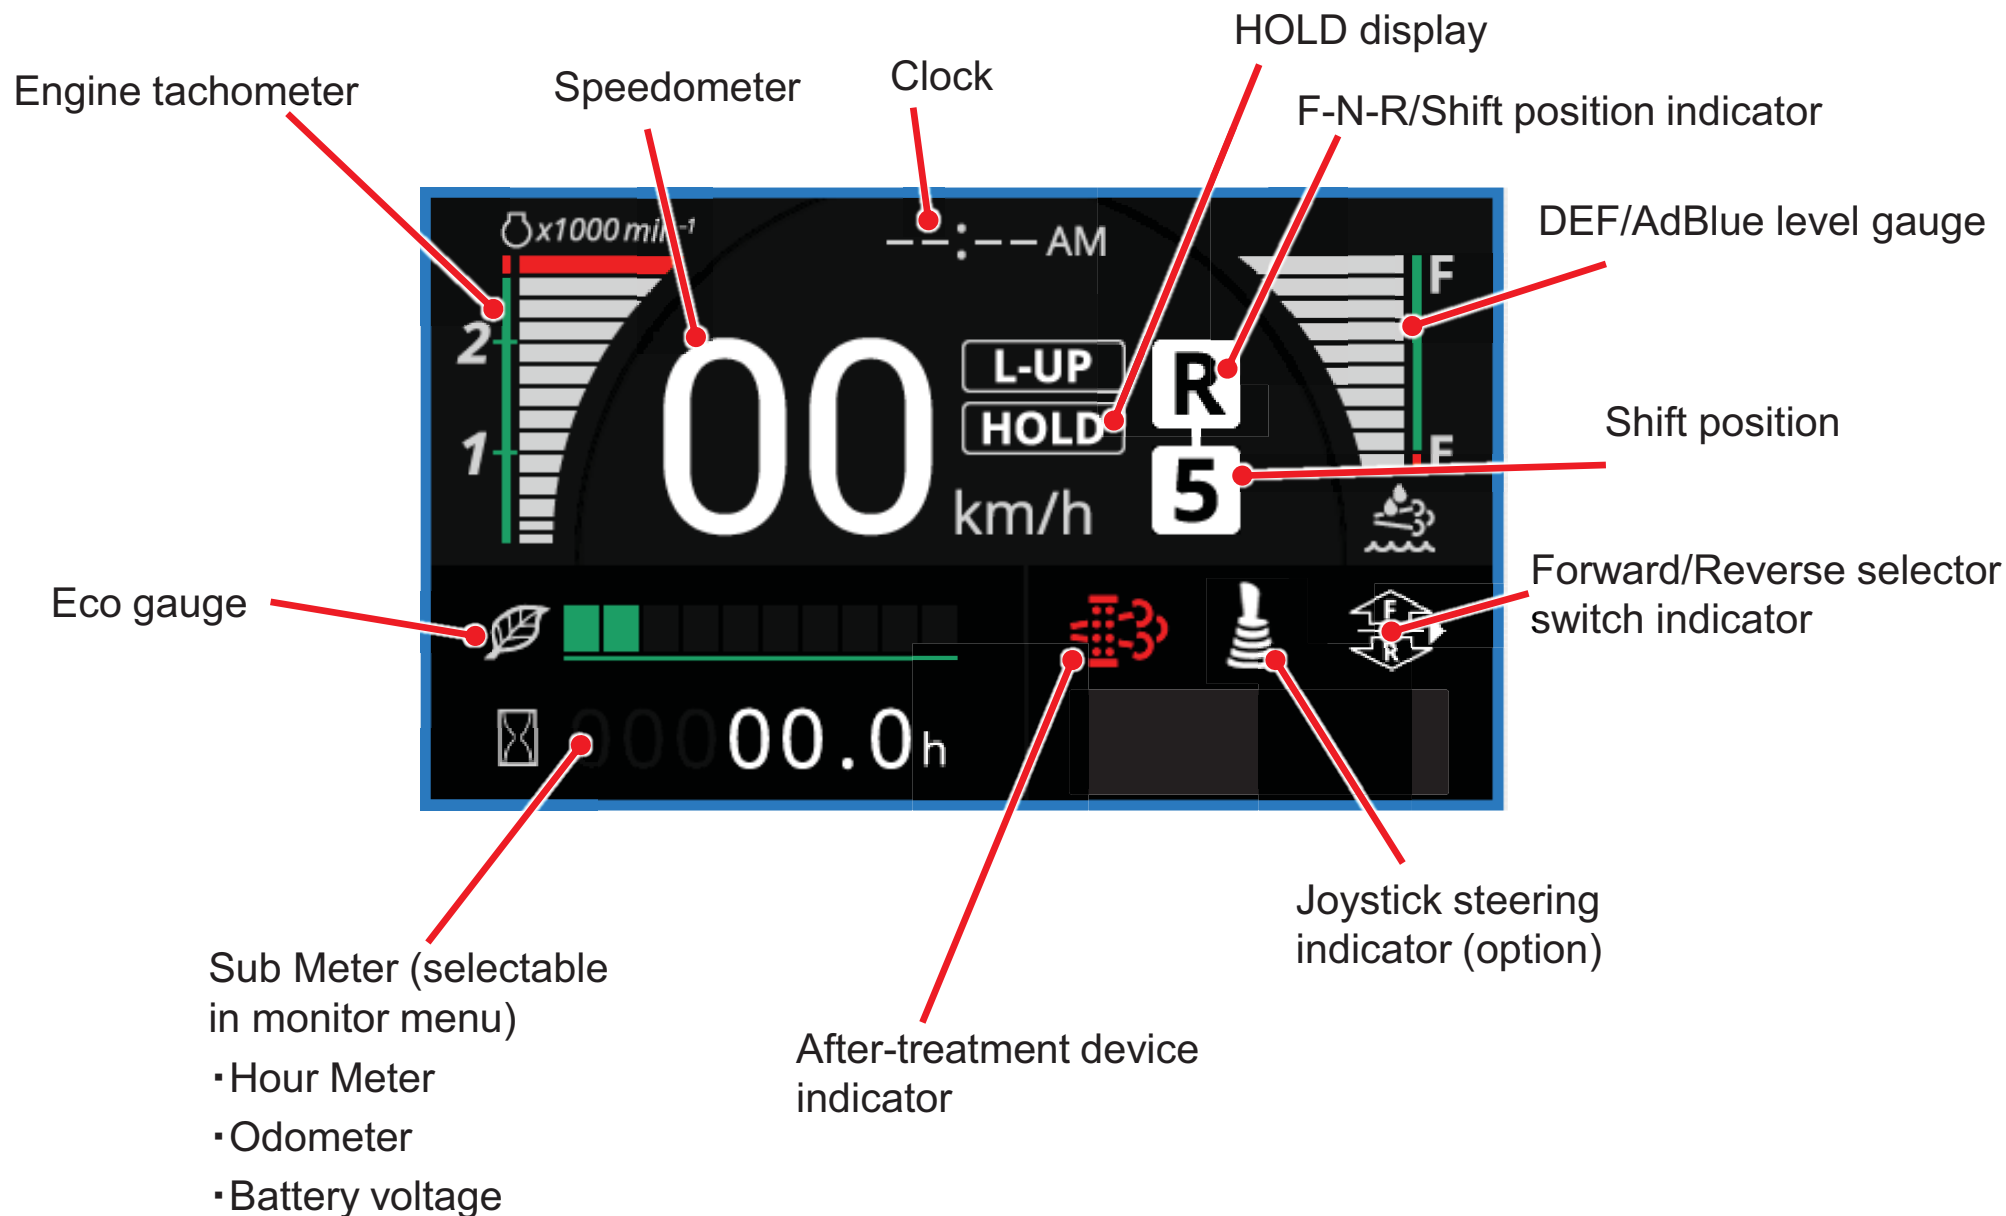 HOLD display
Engine tachometer
Speedometer
Clock
F-N-R/Shift position indicator
DEF/AdBlue level gauge
x1000 min-1
--:-- AM
F
2
00
L-UP
R
HOLD
Shift position
1
E
5
km/h
Eco gauge
Forward/Reverse selector
switch indicator
F
R
00000.0h
Joystick steering
indicator (option)
Sub Meter (selectable
in monitor menu)
・Hour Meter
・Odometer
・Battery voltage
After-treatment device
indicator